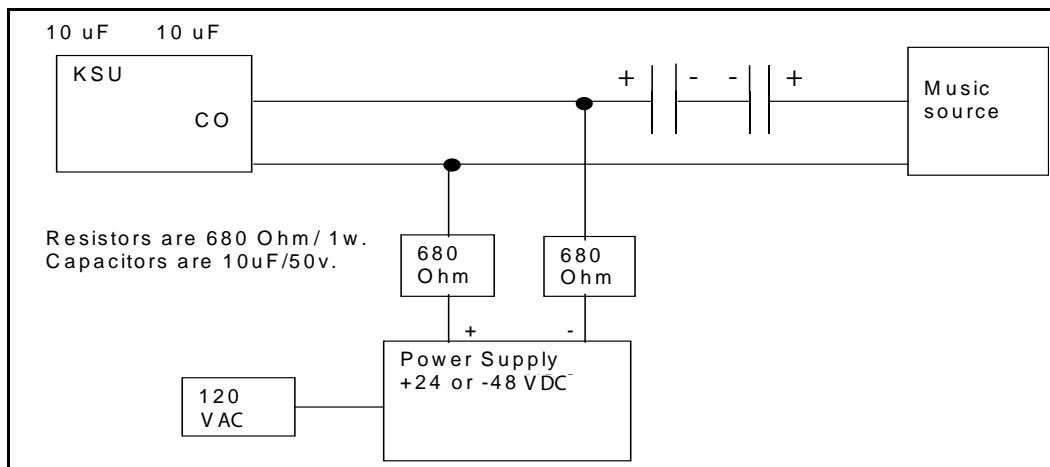 10 uF 10 uF
KSU
CO
+ - - +
Music
source
Resistors are 680 Ohm/ 1w.
Capacitors are 10uF/50v.
680
Ohm
680
Ohm
+ -
Power Supply
+24 or -48 VDC
120
VAC